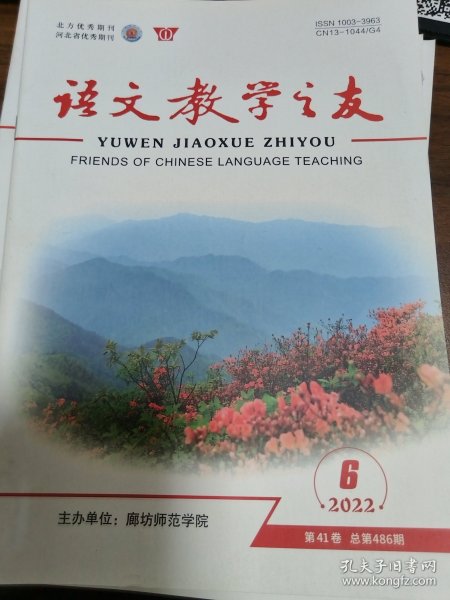 北方优秀期刊
河北省优秀期刊
ISSN 1003-3963
CN13-1044/G4
语文教学之友
YUWEN JIAOXUE ZHIYOU
FRIENDS OF CHINESE LANGUAGE TEACHING
6
2022
主办单位：廊坊师范学院
第41卷 总第486期
孔夫子旧书网
www.kongfz.com